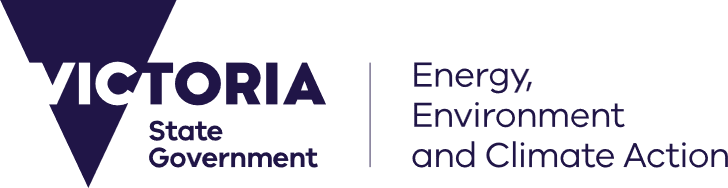 VICTORIA
State
Government
Energy,
Environment
and Climate Action